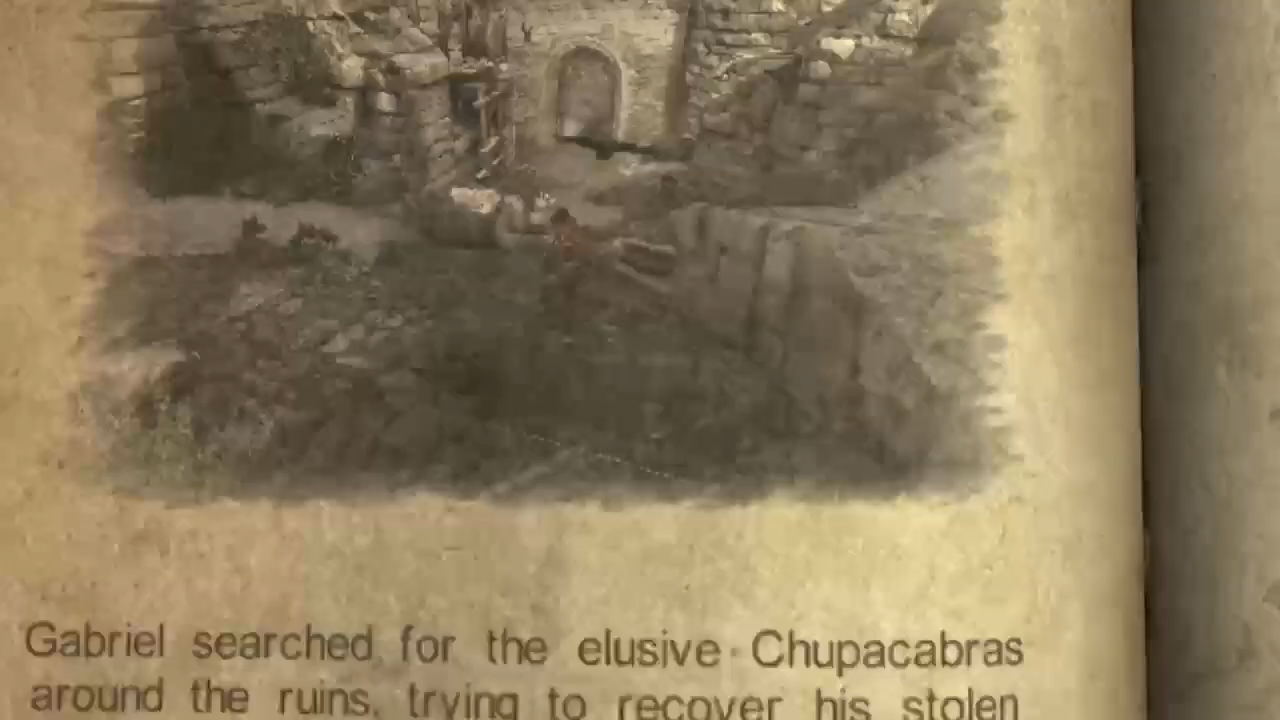 Gabriel searched for the elusive Chupacabras
around the ruins, trying to recover his stolen